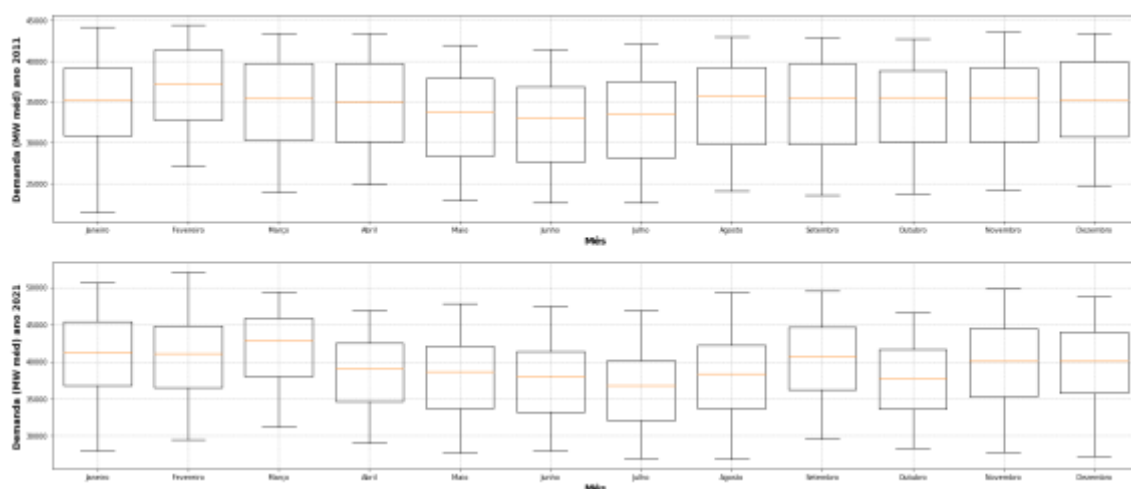 Demanda (MW méd) ano 2011
45000
40000
35000
30000
25000
Janeiro Fevereiro Março Abril Maio Junho Julho Agosto Setembro Outubro Novembro Dezembro
Mês
Demanda (MW méd) ano 2021
50000
45000
40000
35000
30000
Janeiro Fevereiro Março Abril Maio Junho Julho Agosto Setembro Outubro Novembro Dezembro
Mês